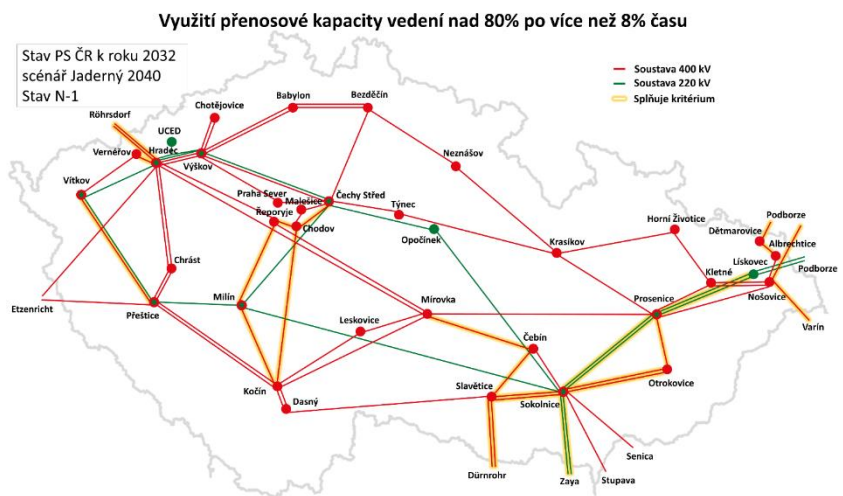 Využití přenosové kapacity vedení nad 80% po více než 8% času
Stav PS ČR k roku 2032
scénář Jaderný 2040
Stav N-1
Soustava 400 kV
Soustava 220 kV
Splňuje kritérium
Röhrsdorf
UCED
Chotějovice
Babylon
Bezděčín
Vernéřov
Hradec
Výškov
Neznášov
Vítkov
Praha Sever
Malešice
Čechy Střed
Řeporyje
Chodov
Týnec
Opočínek
Krasíkov
Horní Životice
Dětmarovice
Podborze
Albrechtice
Lískovec
Podborze
Kletné
Nošovice
Varín
Chrást
Etzenricht
Přeštice
Milín
Leskovice
Mírovka
Prosenice
Čebín
Kočín
Dasný
Slavětice
Sokolnice
Otrokovice
Senica
Stupava
Dürnrohr
Zaya